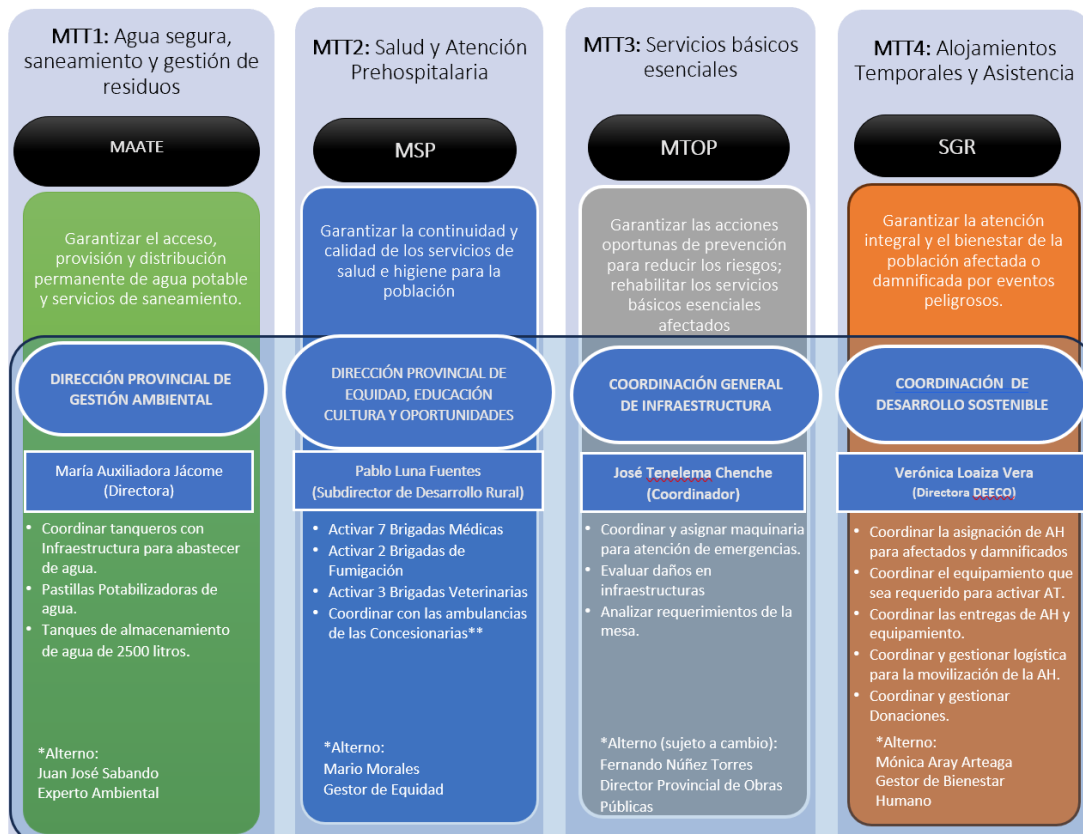 MTT1: Agua segura,
saneamiento y gestión de
residuos
MAATE
Garantizar el acceso,
provisión y distribución
permanente de agua potable
y servicios de saneamiento.
DIRECCIÓN PROVINCIAL DE
GESTIÓN AMBIENTAL
María Auxiliadora Jácome
(Directora)
• Coordinar tanqueros con
Infraestructura para abastecer
de agua.
• Pastillas Potabilizadoras de
agua.
• Tanques de almacenamiento
de agua de 2500 litros.
*Alterno:
Juan José Sabando
Experto Ambiental
MTT2: Salud y Atención
Prehospitalaria
MSP
Garantizar la continuidad y
calidad de los servicios de
salud e higiene para la
población
DIRECCIÓN PROVINCIAL DE
EQUIDAD, EDUCACIÓN
CULTURA Y OPORTUNIDADES
Pablo Luna Fuentes
(Subdirector de Desarrollo Rural)
• Activar 7 Brigadas Médicas
• Activar 2 Brigadas de
Fumigación
• Activar 3 Brigadas Veterinarias
• Coordinar con las ambulancias
de las Concesionarias**
*Alterno:
Mario Morales
Gestor de Equidad
MTT3: Servicios básicos
esenciales
MTOP
Garantizar las acciones
oportunas de prevención
para reducir los riesgos;
rehabilitar los servicios
básicos esenciales
afectados
COORDINACIÓN GENERAL
DE INFRAESTRUCTURA
José Tenelema Chenche
(Coordinador)
• Coordinar y asignar maquinaria
para atención de emergencias.
• Evaluar daños en
infraestructuras
• Analizar requerimientos de la
mesa.
*Alterno (sujeto a cambio):
Fernando Núñez Torres
Director Provincial de Obras
Públicas
MTT4: Alojamientos
Temporales y Asistencia
SGR
Garantizar la atención
integral y el bienestar de la
población afectada o
damnificada por eventos
peligrosos.
COORDINACIÓN DE
DESARROLLO SOSTENIBLE
Verónica Loaiza Vera
(Directora DEECO)
• Coordinar la asignación de AH
para afectados y damnificados
• Coordinar el equipamiento que
sea requerido para activar AT.
• Coordinar las entregas de AH y
equipamiento.
• Coordinar y gestionar logística
para la movilización de la AH.
• Coordinar y gestionar
Donaciones.
*Alterno:
Mónica Aray Arteaga
Gestor de Bienestar
Humano